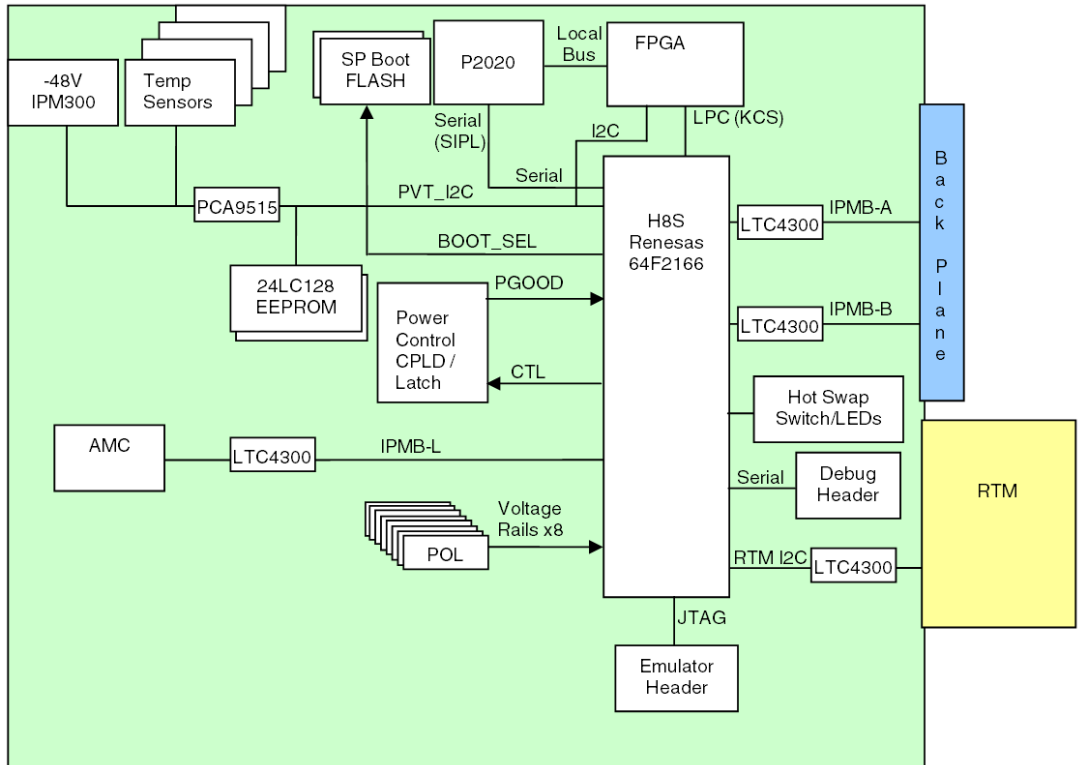 -48V
IPM300
Temp
Sensors
SP Boot
FLASH
P2020
Local
Bus
FPGA
Serial
(SIPL)
I2C
LPC (KCS)
Serial
PCA9515
PVT_I2C
BOOT_SEL
24LC128
EEPROM
PGOOD
Power
Control
CPLD /
Latch
CTL
H8S
Renesas
64F2166
LTC4300
IPMB-A
LTC4300
IPMB-B
Back Plane
Hot Swap
Switch/LEDs
AMC
LTC4300
IPMB-L
Serial
Debug
Header
RTM
Voltage
Rails x8
POL
RTM I2C
LTC4300
JTAG
Emulator
Header